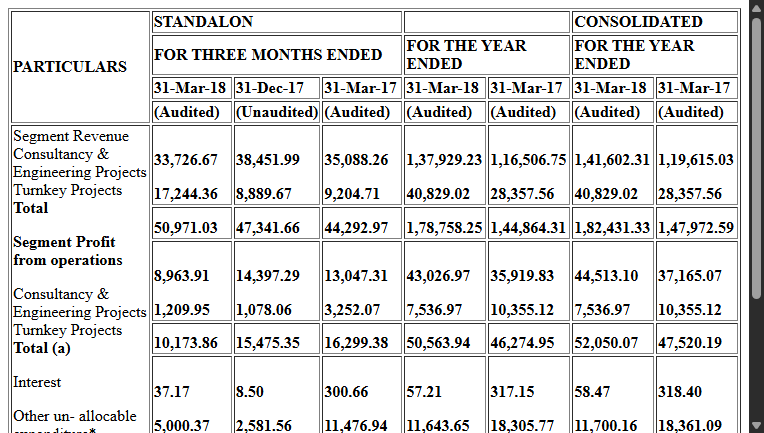 STANDALON CONSOLIDATED
PARTICULARS
FOR THREE MONTHS ENDED FOR THE YEAR ENDED FOR THE YEAR ENDED
31-Mar-18 31-Dec-17 31-Mar-17 31-Mar-18 31-Mar-17 31-Mar-18 31-Mar-17
(Audited) (Unaudited) (Audited) (Audited) (Audited) (Audited) (Audited)
Segment Revenue
Consultancy &
Engineering Projects 33,726.67 38,451.99 35,088.26 1,37,929.23 1,16,506.75 1,41,602.31 1,19,615.03
Turnkey Projects 17,244.36 8,889.67 9,204.71 40,829.02 28,357.56 40,829.02 28,357.56
Total 50,971.03 47,341.66 44,292.97 1,78,758.25 1,44,864.31 1,82,431.33 1,47,972.59
Segment Profit
from operations
Consultancy &
Engineering Projects 8,963.91 14,397.29 13,047.31 43,026.97 35,919.83 44,513.10 37,165.07
Turnkey Projects 1,209.95 1,078.06 3,252.07 7,536.97 10,355.12 7,536.97 10,355.12
Total (a) 10,173.86 15,475.35 16,299.38 50,563.94 46,274.95 52,050.07 47,520.19
Interest 37.17 8.50 300.66 57.21 317.15 58.47 318.40
Other un- allocable 5,000.37 2,581.56 11,476.94 11,643.65 18,305.77 11,700.16 18,361.09